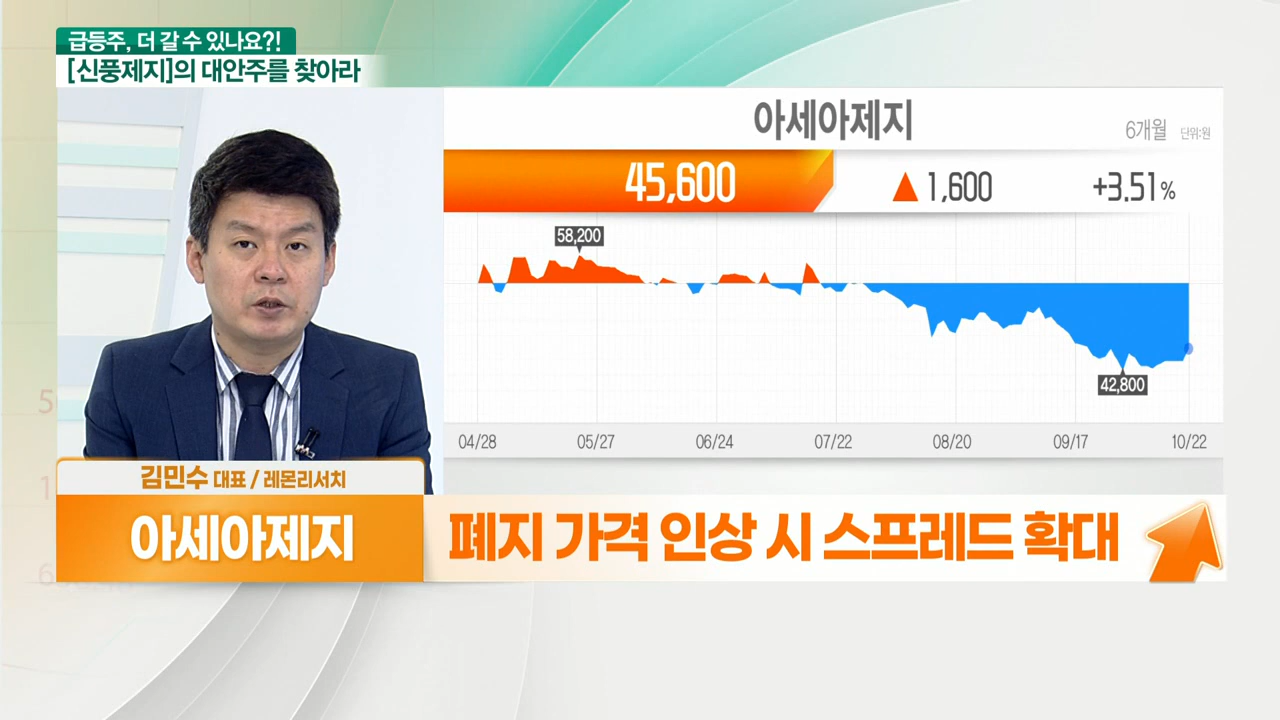 급등주, 더 갈 수 있나요?!
[신풍제지]의 대안주를 찾아라
아세아제지
6개월 단위:원
45,600 ▲ 1,600 +3.51%
58,200
42,800
04/28 05/27 06/24 07/22 08/20 09/17 10/22
김민수 대표 / 레몬리서치
아세아제지
폐지 가격 인상 시 스프레드 확대